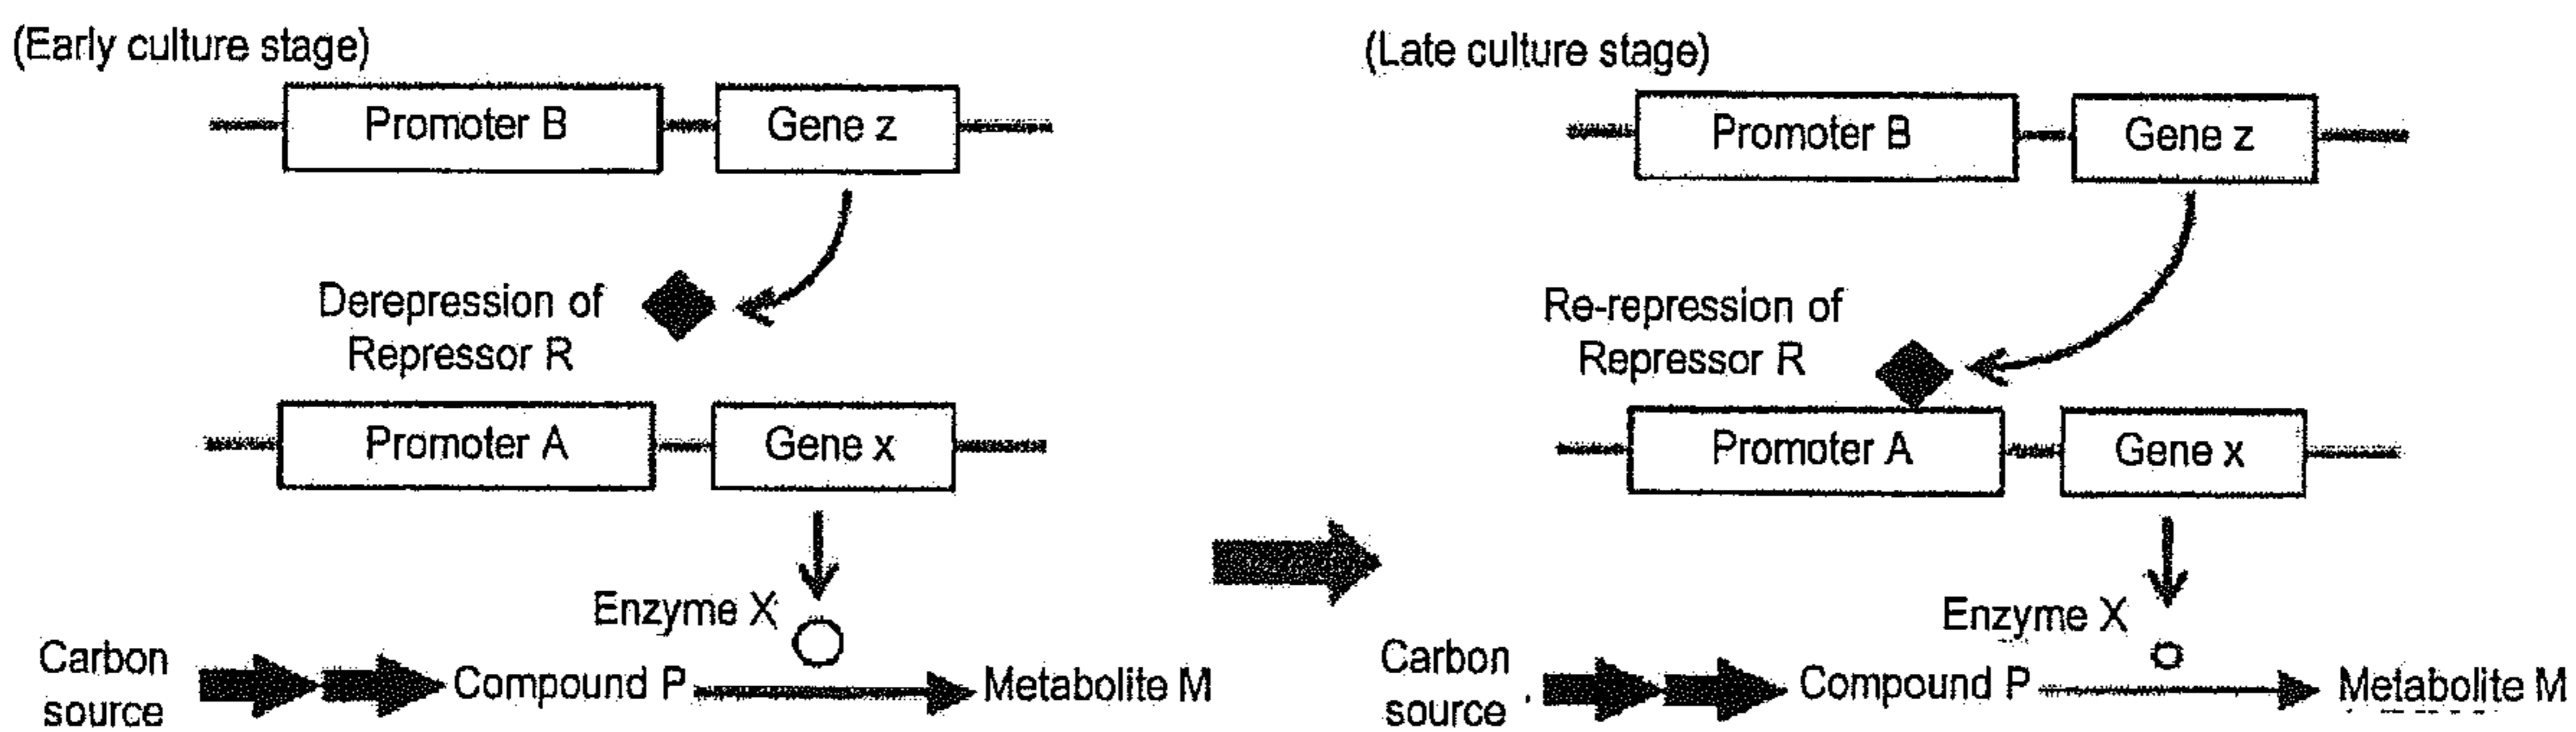 (Early culture stage)
Promoter B
Gene z
Derepression of
Repressor R
Promoter A
Gene x
Enzyme X
Carbon
source
Compound P
Metabolite M
(Late culture stage)
Promoter B
Gene z
Re-repression of
Repressor R
Promoter A
Gene x
Enzyme X
Carbon
source
Compound P
Metabolite M